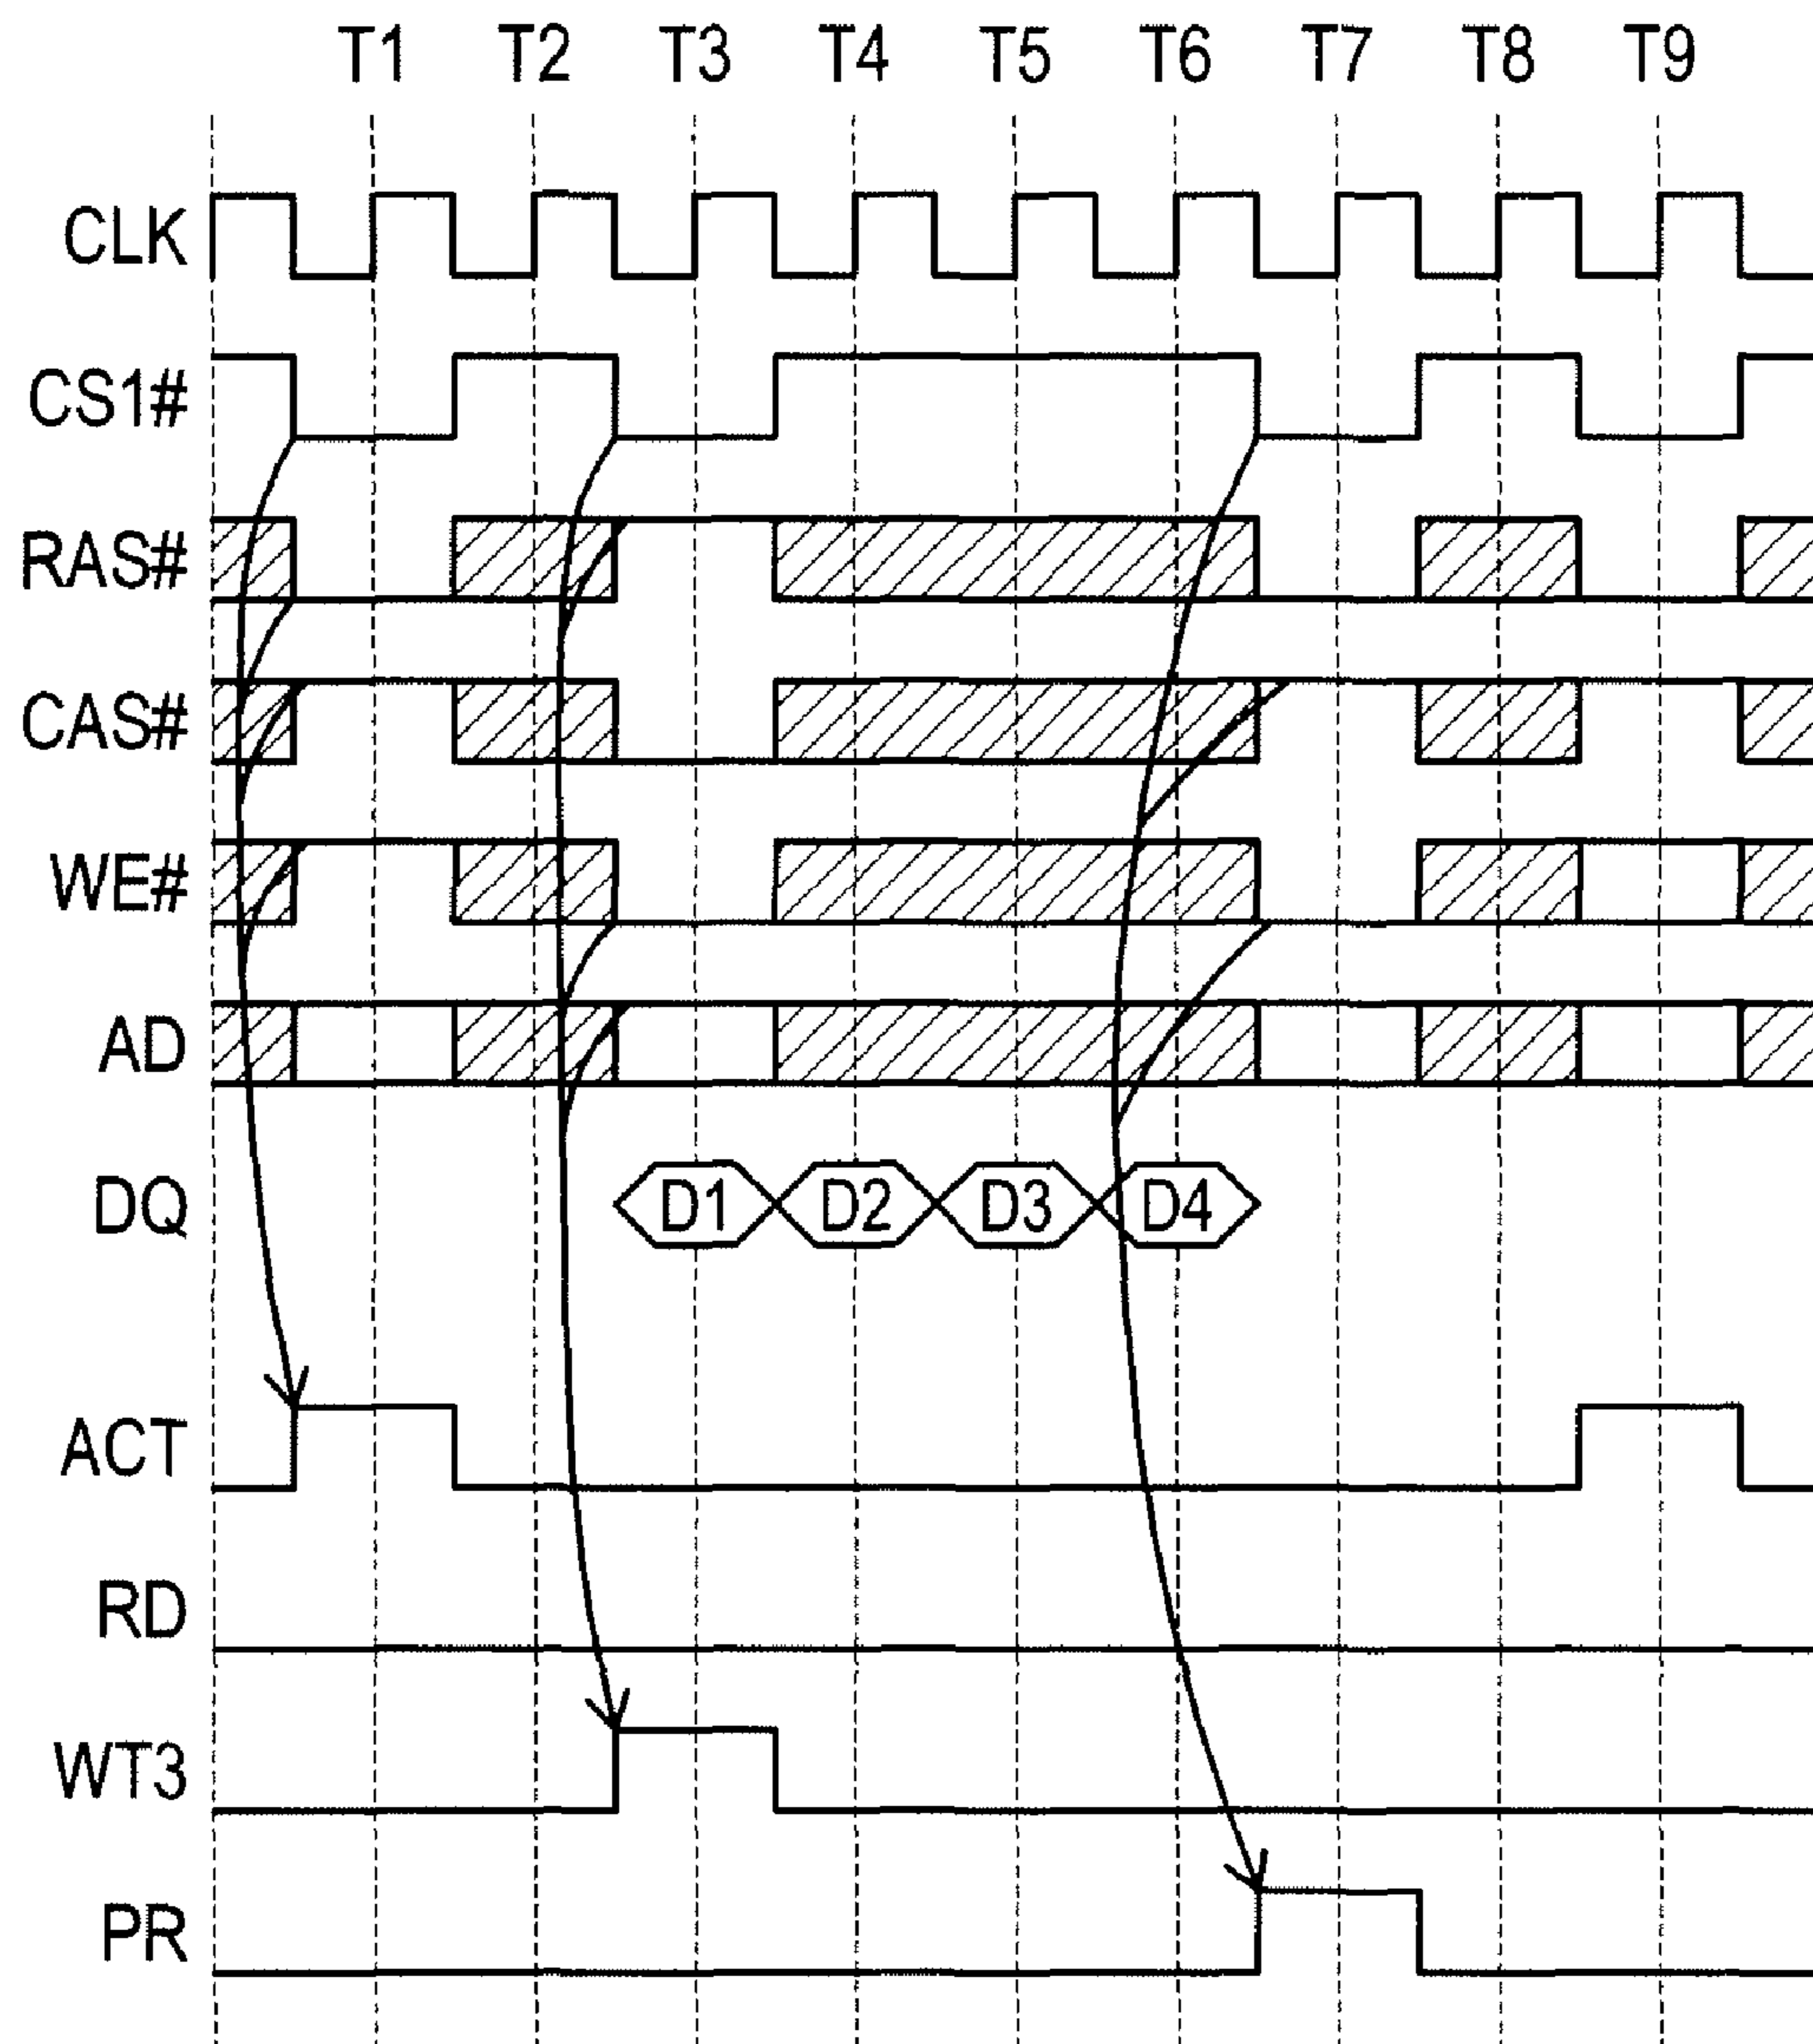 T1 T2 T3 T4 T5 T6 T7 T8 T9
CLK
CS1#
RAS#
CAS#
WE#
AD
DQ D1 D2 D3 D4
ACT
RD
WT3
PR